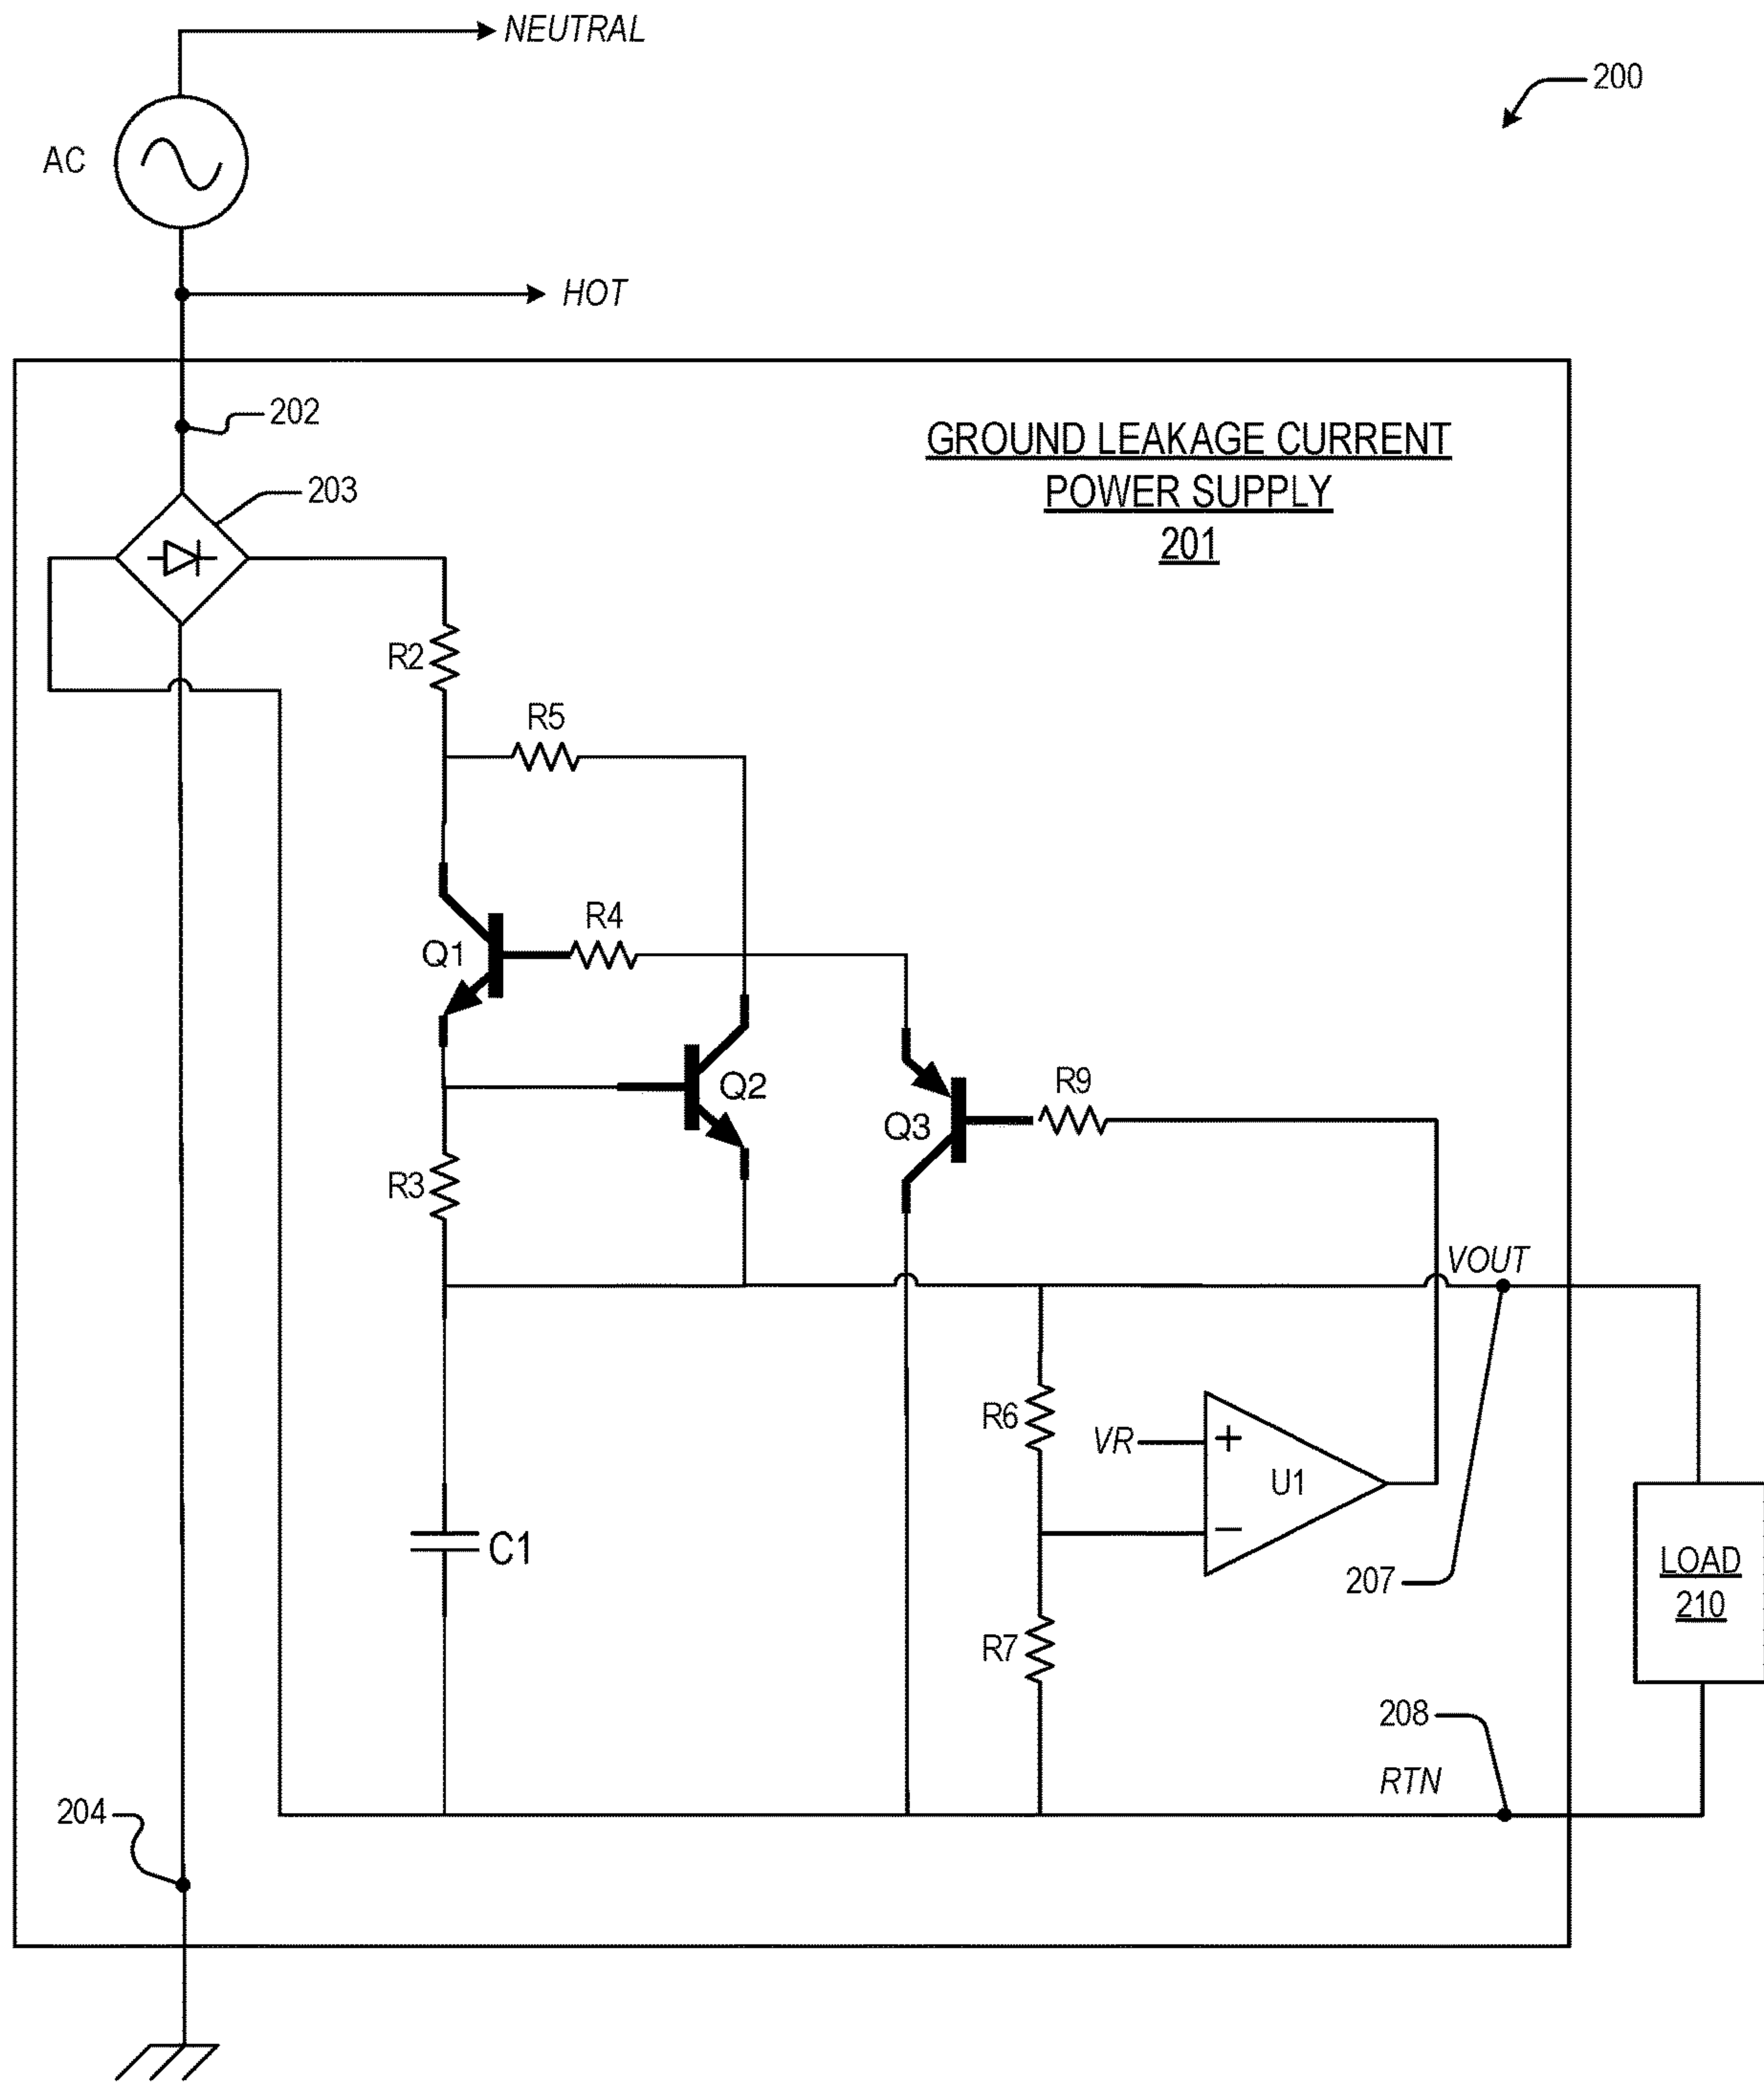 NEUTRAL
200
AC
HOT
202
GROUND LEAKAGE CURRENT
POWER SUPPLY
201
203
R2
R5
R4
Q1
Q2
R9
Q3
R3
VOUT
R6
VR
+
U1
−
C1
207
LOAD
210
R7
208
RTN
204